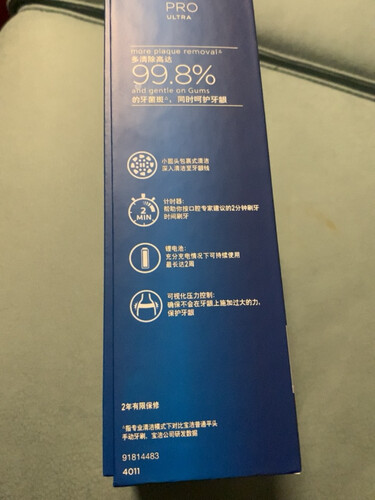 PRO
ULTRA
more plaque removal△
多清除高达
99.8%
and gentle on Gums
的牙菌斑△，同时呵护牙龈
小圆头包裹式清洁
深入清洁至牙龈线
2
MIN
计时器:
帮助你按口腔专家建议的2分钟刷牙
时间刷牙
锂电池:
充分充电情况下可持续使用
最长达2周
可视化压力控制:
确保不会在牙龈上施加过大的力,
保护牙龈
2年有限保修
△指专业清洁模式下对比宝洁普通平头
手动牙刷，宝洁公司研发数据
91814483
4011